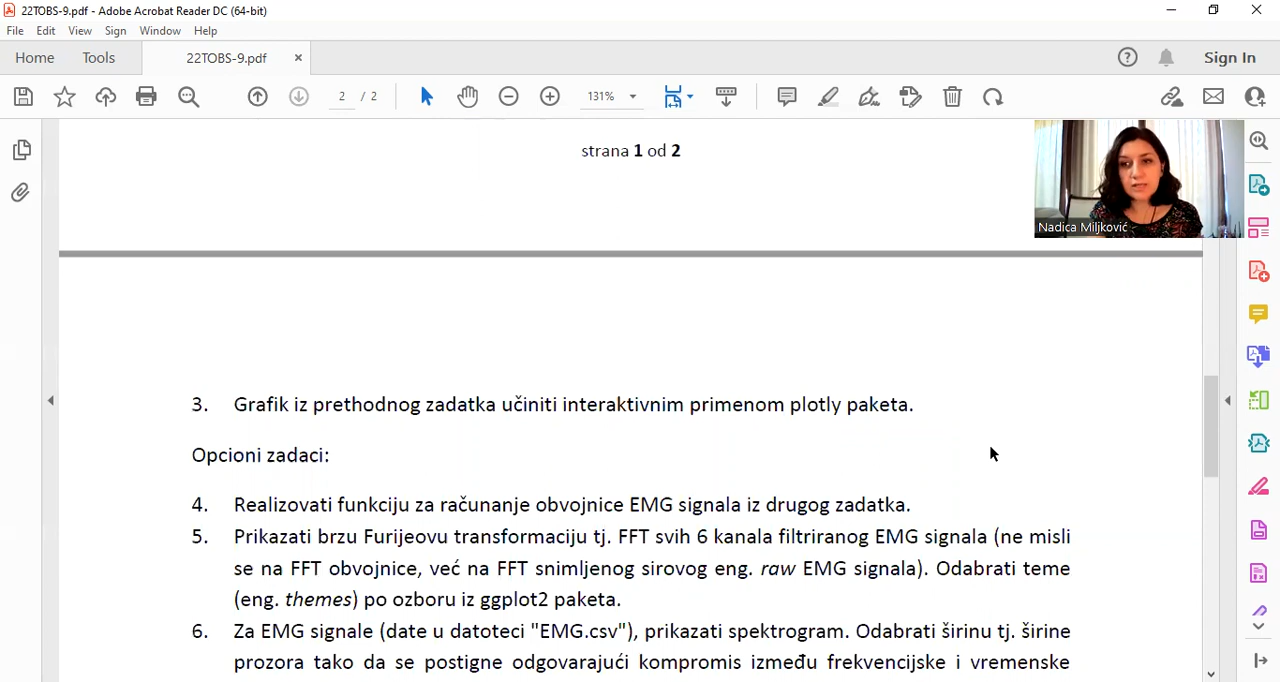 22TOBS-9.pdf - Adobe Acrobat Reader DC (64-bit)
File Edit View Sign Window Help
Home Tools 22TOBS-9.pdf × Sign In
2 / 2 131%
strana 1 od 2
Nadica Miljković
3. Grafik iz prethodnog zadatka učiniti interaktivnim primenom plotly paketa.
Opcioni zadaci:
4. Realizovati funkciju za računanje obvojnice EMG signala iz drugog zadatka.
5. Prikazati brzu Furijeovu transformaciju tj. FFT svih 6 kanala filtriranog EMG signala (ne misli
se na FFT obvojnice, već na FFT snimljenog sirovog eng. raw EMG signala). Odabrati teme
(eng. themes) po ozboru iz ggplot2 paketa.
6. Za EMG signale (date u datoteci "EMG.csv"), prikazati spektrogram. Odabrati širinu tj. širine
prozora tako da se postigne odgovarajući kompromis između frekvencijske i vremenske